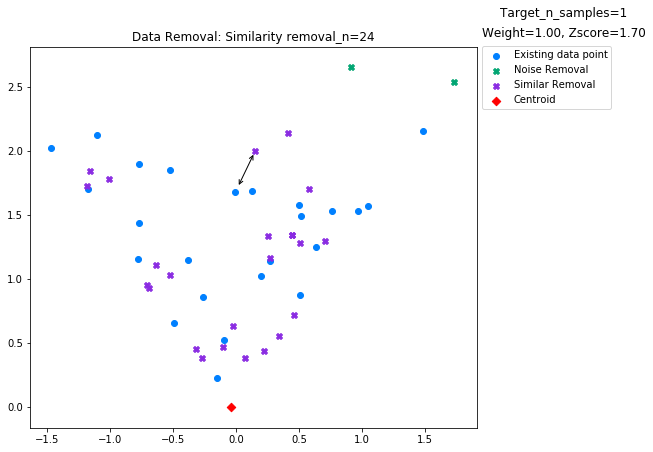 Target_n_samples=1
Weight=1.00, Zscore=1.70
Data Removal: Similarity removal_n=24
Existing data point
Noise Removal
Similar Removal
Centroid
2.5
2.0
1.5
1.0
0.5
0.0
−1.5 −1.0 −0.5 0.0 0.5 1.0 1.5